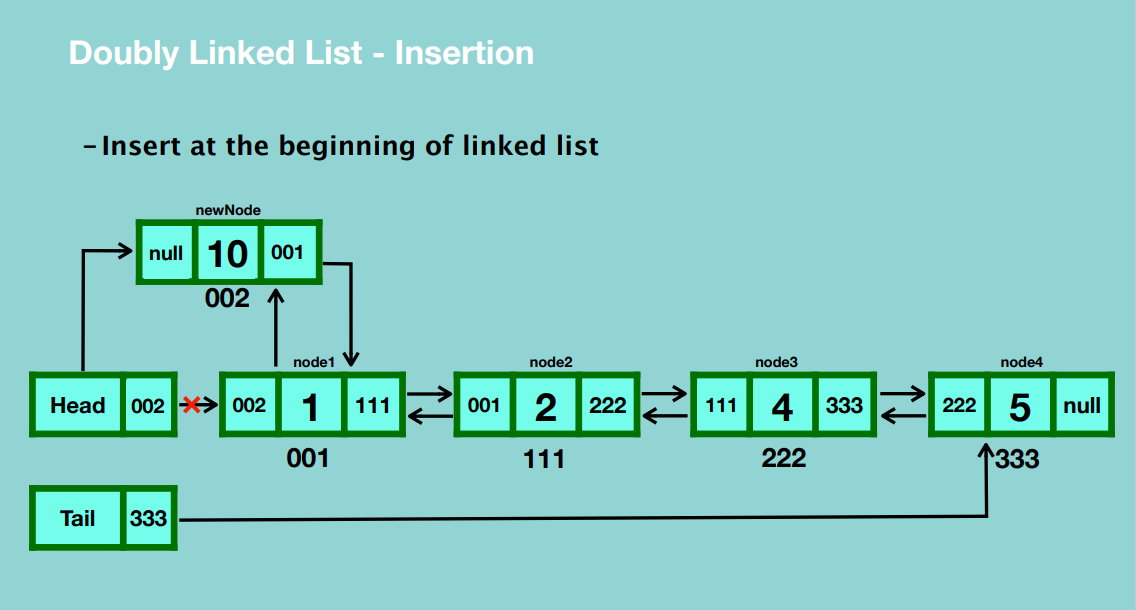 Doubly Linked List - Insertion
– Insert at the beginning of linked list
newNode
null 10 001
002
node1 node2 node3 node4
Head 002 002 1 111 001 2 222 111 4 333 222 5 null
001 111 222 333
Tail 333